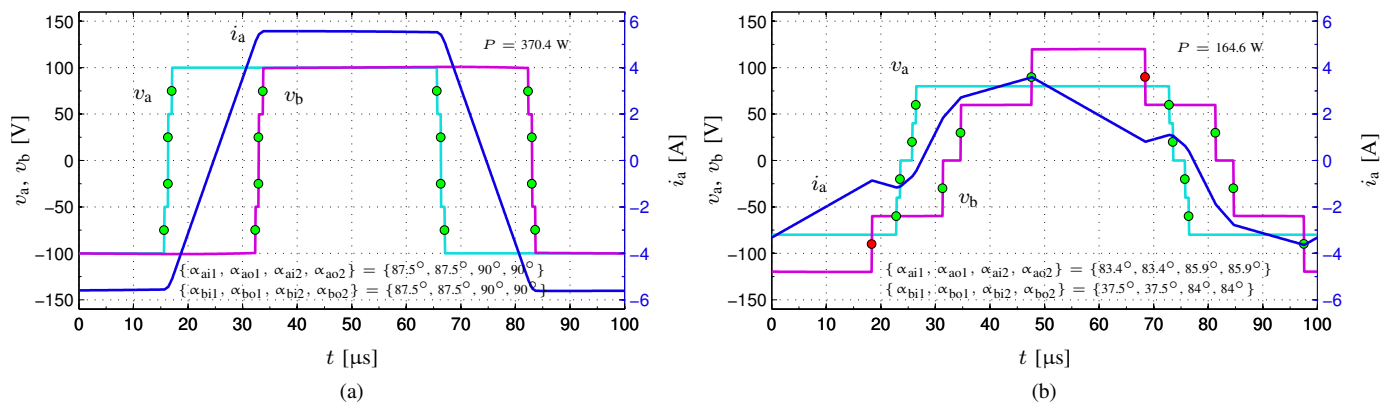 150
100
50
0
−50
−100
−150
v_a, v_b [V]
6
4
2
0
−2
−4
−6
i_a [A]
i_a
P = 370.4 W
v_a
v_b
{α_ai1, α_ao1, α_ai2, α_ao2} = {87.5°, 87.5°, 90°, 90°}
{α_bi1, α_bo1, α_bi2, α_bo2} = {87.5°, 87.5°, 90°, 90°}
0 10 20 30 40 50 60 70 80 90 100
t [μs]
(a)
150
100
50
0
−50
−100
−150
v_a, v_b [V]
6
4
2
0
−2
−4
−6
i_a [A]
P = 164.6 W
v_a
i_a
v_b
{α_ai1, α_ao1, α_ai2, α_ao2} = {83.4°, 83.4°, 85.9°, 85.9°}
{α_bi1, α_bo1, α_bi2, α_bo2} = {37.5°, 37.5°, 84°, 84°}
0 10 20 30 40 50 60 70 80 90 100
t [μs]
(b)